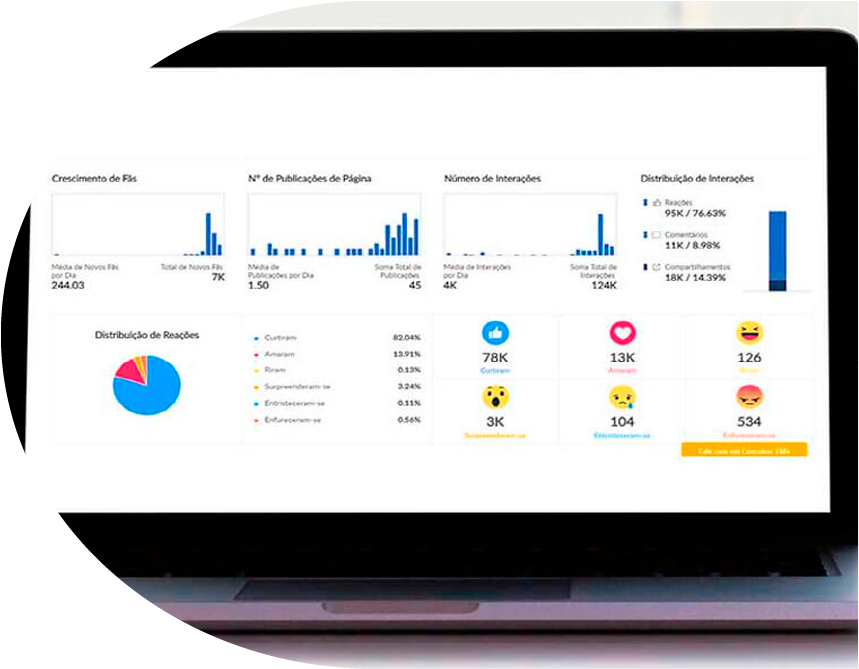 Crescimento de Fãs
Média de Novos Fãs
por Dia
244.03
Total de Novos Fãs
7K
Nº de Publicações de Página
Média de
Publicações por Dia
1.50
Soma Total de
Publicações
45
Número de Interações
Média de Interações
por Dia
4K
Soma Total de
Interações
124K
Distribuição de Interações
Reações
95K / 76.63%
Comentários
11K / 8.98%
Compartilhamentos
18K / 14.39%
Distribuição de Reações
Curtiram 82.04%
Amaram 13.91%
Riram 0.13%
Surpreenderam-se 3.24%
Entristeceram-se 0.11%
Enfureceram-se 0.56%
78K
Curtiram
13K
Amaram
126
3K
Surpreenderam-se
104
Entristeceram-se
534
Enfureceram-se